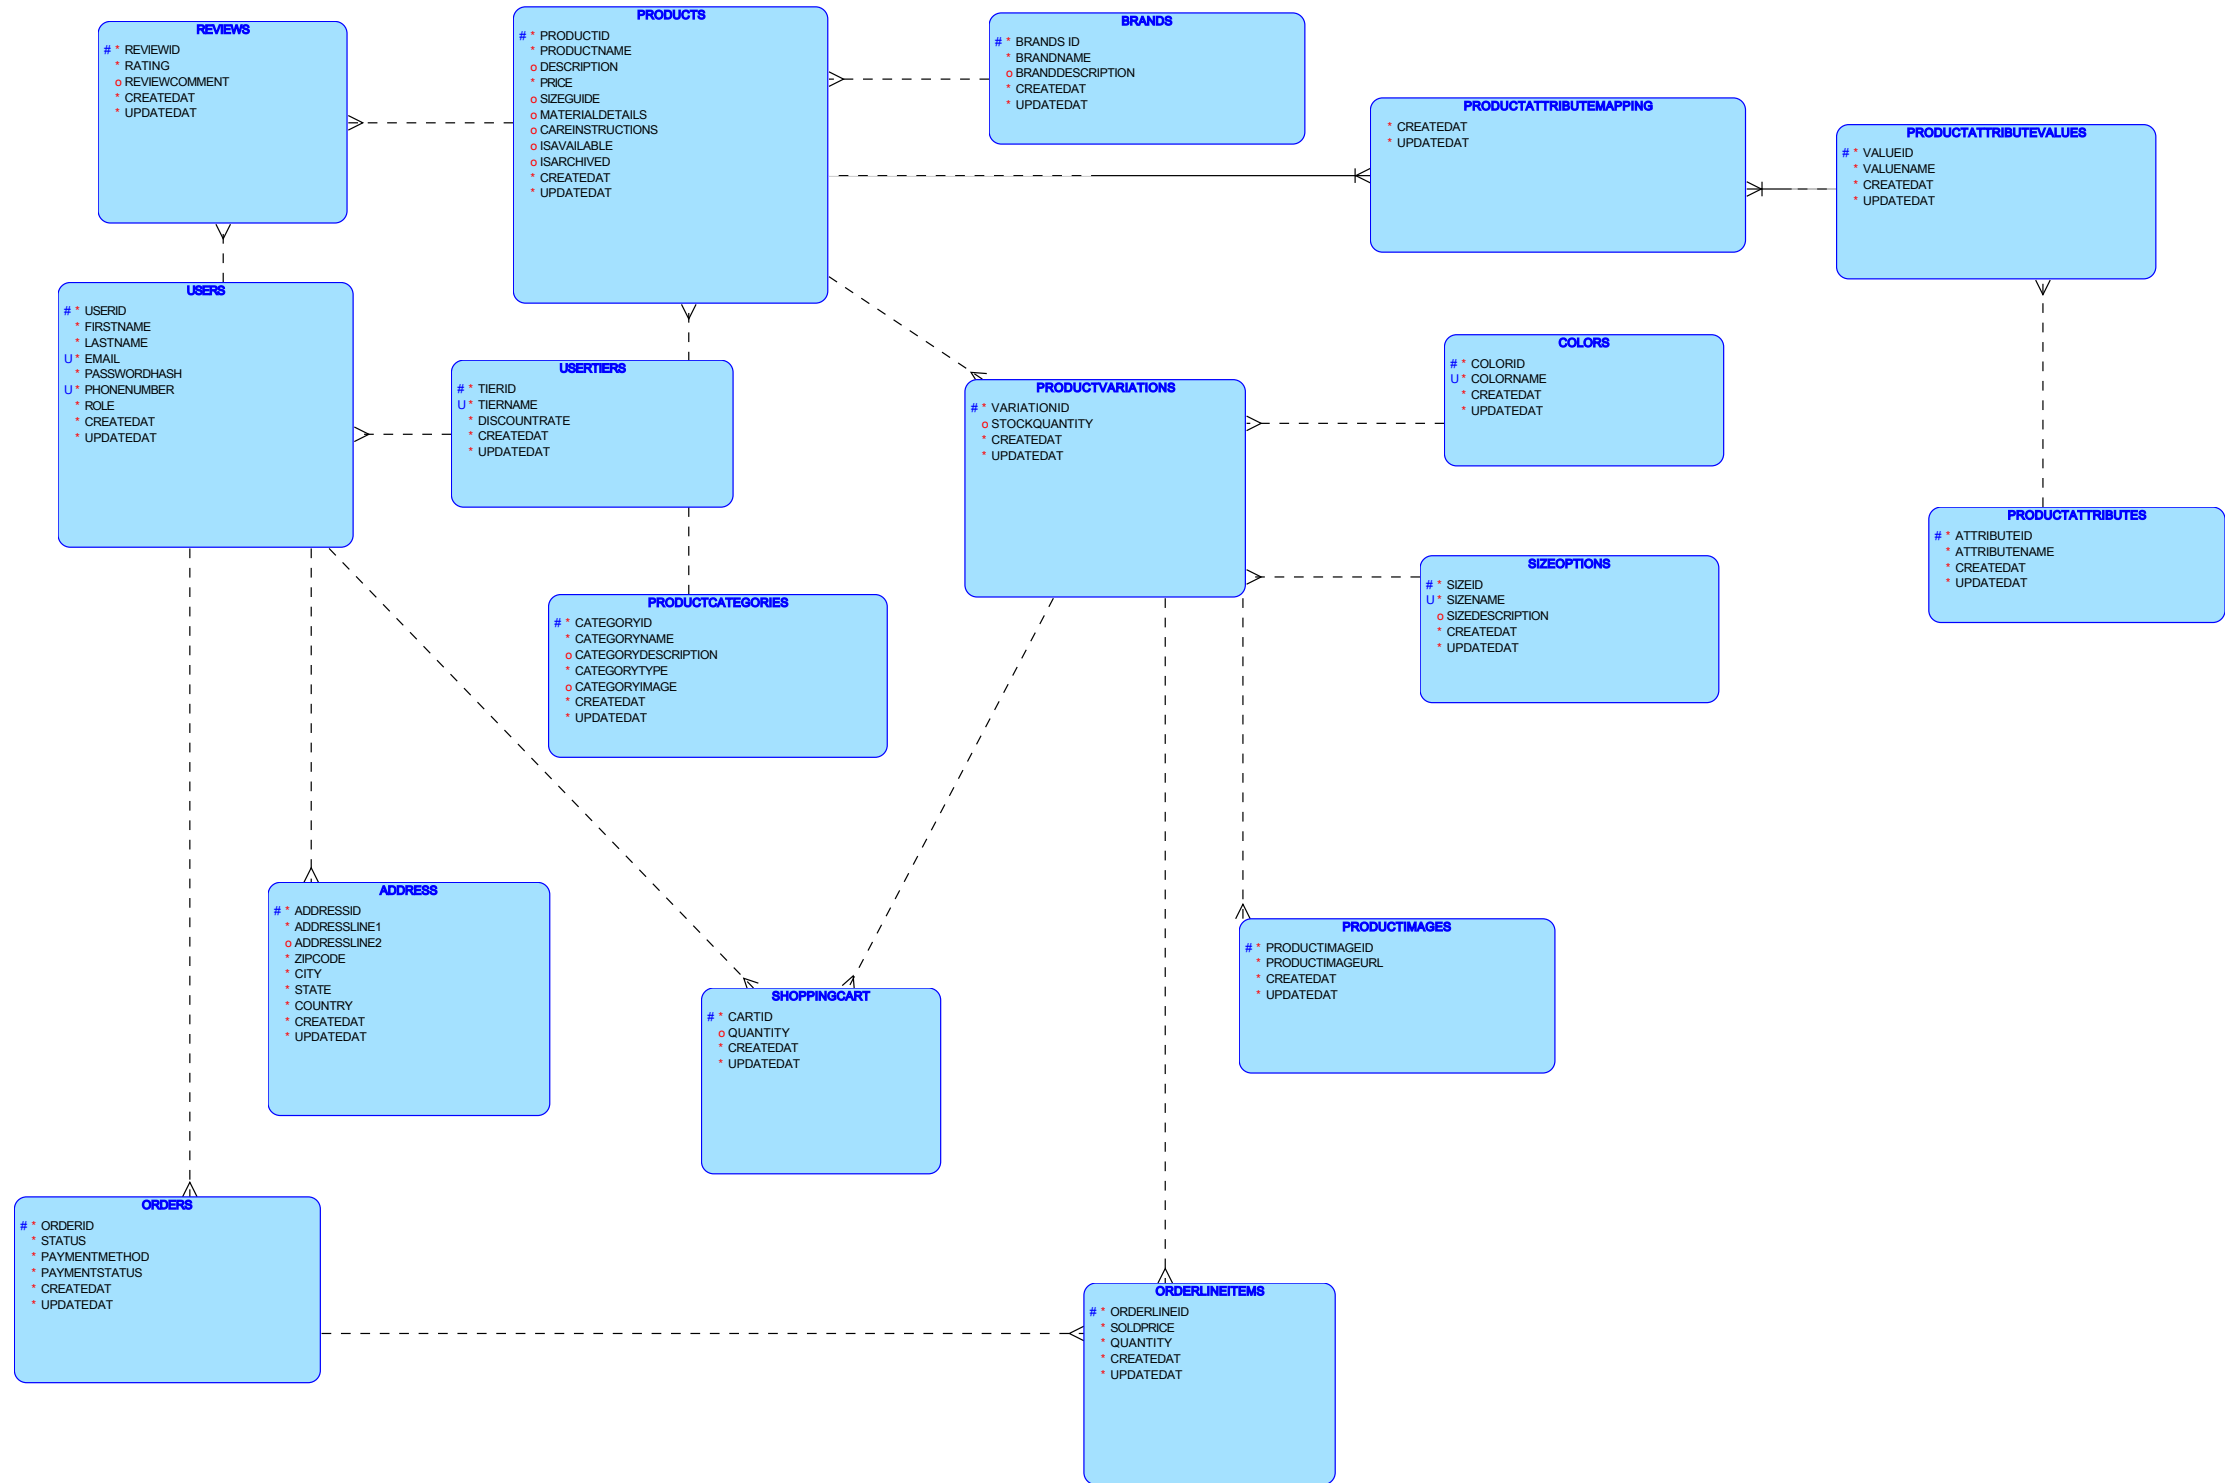 REVIEWS
# * REVIEWID
* RATING
o REVIEWCOMMENT
* CREATEDAT
* UPDATEDAT
PRODUCTS
# * PRODUCTID
* PRODUCTNAME
o DESCRIPTION
* PRICE
o SIZEGUIDE
o MATERIALDETAILS
o CAREINSTRUCTIONS
o ISAVAILABLE
o ISARCHIVED
* CREATEDAT
* UPDATEDAT
BRANDS
# * BRANDS ID
* BRANDNAME
o BRANDDESCRIPTION
* CREATEDAT
* UPDATEDAT
PRODUCTATTRIBUTEMAPPING
* CREATEDAT
* UPDATEDAT
PRODUCTATTRIBUTEVALUES
# * VALUEID
* VALUENAME
* CREATEDAT
* UPDATEDAT
USERS
# * USERID
* FIRSTNAME
* LASTNAME
U * EMAIL
* PASSWORDHASH
U * PHONENUMBER
* ROLE
* CREATEDAT
* UPDATEDAT
USERTIERS
# * TIERID
U * TIERNAME
* DISCOUNTRATE
* CREATEDAT
* UPDATEDAT
PRODUCTVARIATIONS
# * VARIATIONID
o STOCKQUANTITY
* CREATEDAT
* UPDATEDAT
COLORS
# * COLORID
U * COLORNAME
* CREATEDAT
* UPDATEDAT
PRODUCTATTRIBUTES
# * ATTRIBUTEID
* ATTRIBUTENAME
* CREATEDAT
* UPDATEDAT
SIZEOPTIONS
# * SIZEID
U * SIZENAME
o SIZEDESCRIPTION
* CREATEDAT
* UPDATEDAT
PRODUCTCATEGORIES
# * CATEGORYID
* CATEGORYNAME
o CATEGORYDESCRIPTION
* CATEGORYTYPE
o CATEGORYIMAGE
* CREATEDAT
* UPDATEDAT
ADDRESS
# * ADDRESSID
* ADDRESSLINE1
o ADDRESSLINE2
* ZIPCODE
* CITY
* STATE
* COUNTRY
* CREATEDAT
* UPDATEDAT
SHOPPINGCART
# * CARTID
o QUANTITY
* CREATEDAT
* UPDATEDAT
PRODUCTIMAGES
# * PRODUCTIMAGEID
* PRODUCTIMAGEURL
* CREATEDAT
* UPDATEDAT
ORDERS
# * ORDERID
* STATUS
* PAYMENTMETHOD
* PAYMENTSTATUS
* CREATEDAT
* UPDATEDAT
ORDERLINEITEMS
# * ORDERLINEID
* SOLDPRICE
* QUANTITY
* CREATEDAT
* UPDATEDAT